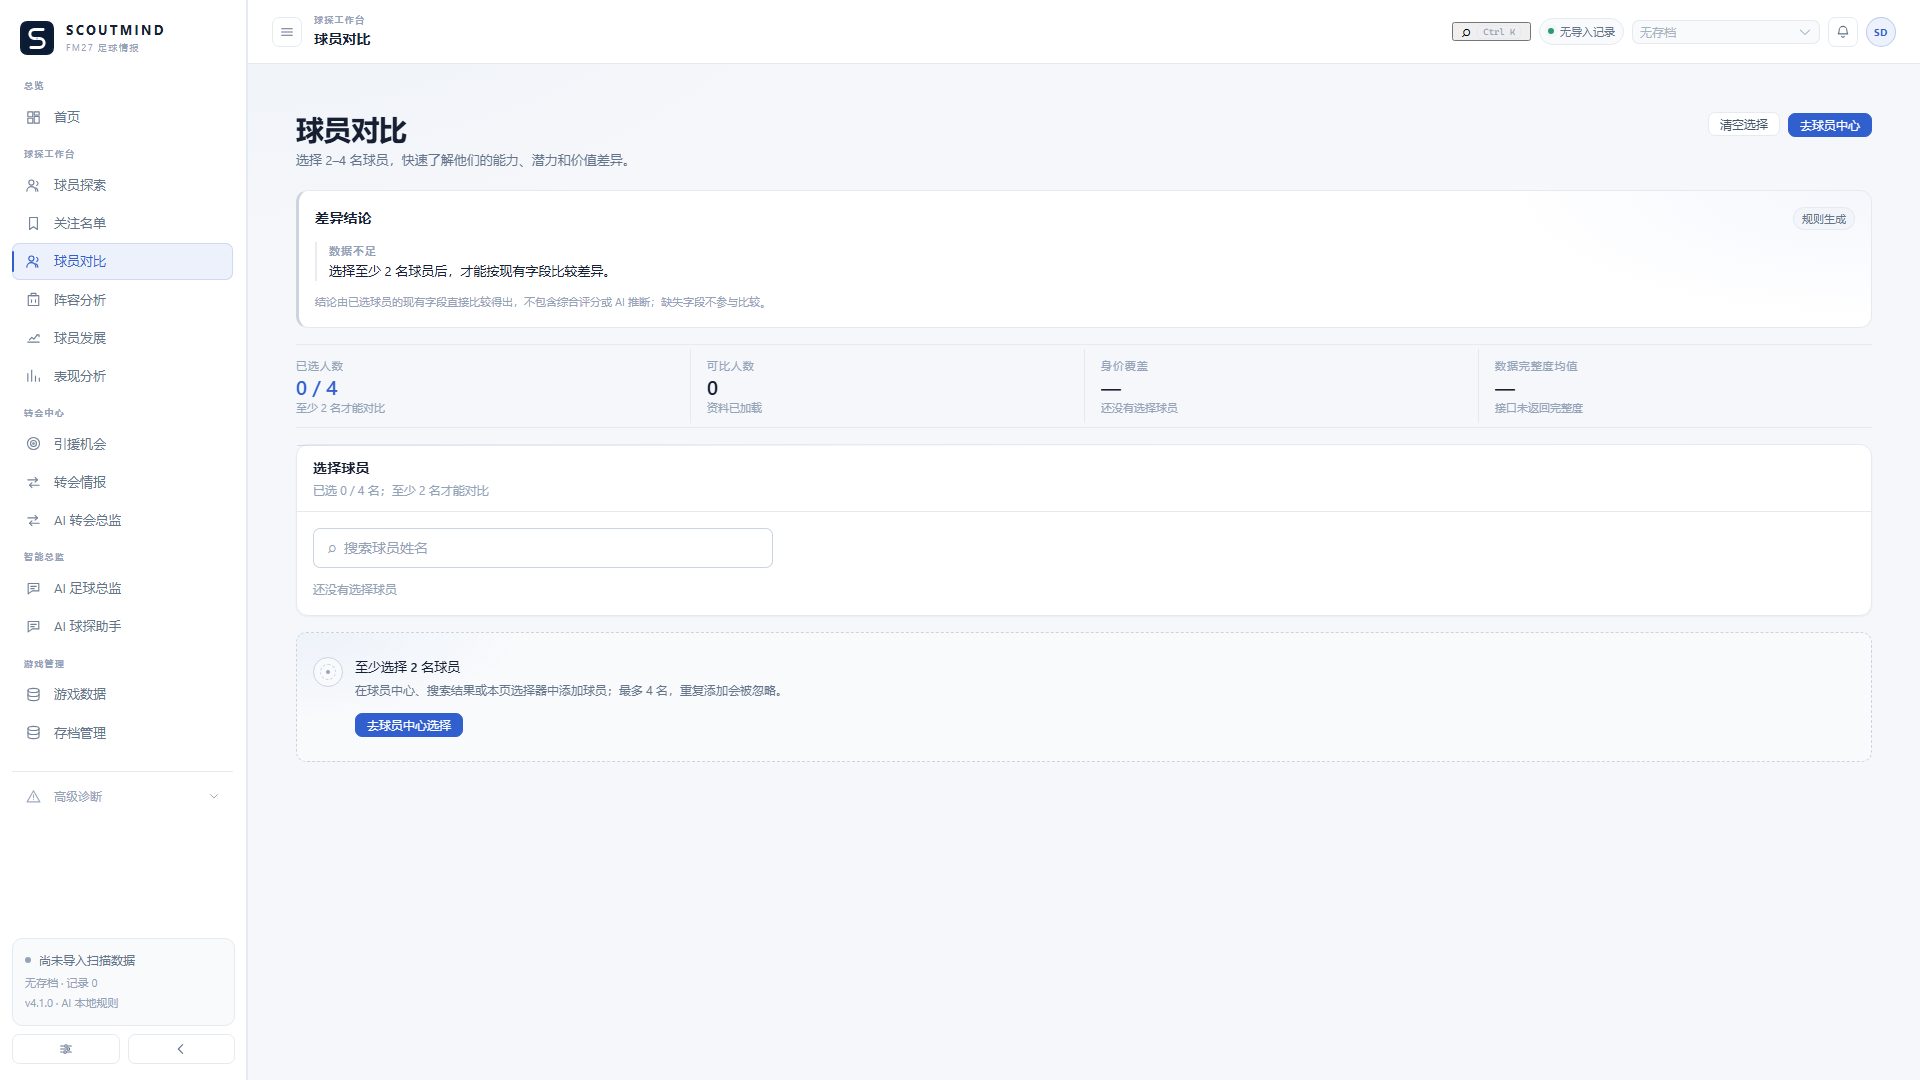 SCOUTMIND
FM27 足球情报
总览
首页
球探工作台
球员探索
关注名单
球员对比
阵容分析
球员发展
表现分析
转会中心
引援机会
转会情报
AI 转会总监
智能总监
AI 足球总监
AI 球探助手
游戏管理
游戏数据
存档管理
高级诊断
尚未导入扫描数据
无存档 · 记录 0
v4.1.0 · AI 本地规则
球探工作台
球员对比
Ctrl K
无导入记录
无存档
SD
球员对比
选择 2–4 名球员，快速了解他们的能力、潜力和价值差异。
清空选择
去球员中心
差异结论
规则生成
数据不足
选择至少 2 名球员后，才能按现有字段比较差异。
结论由已选球员的现有字段直接比较得出，不包含综合评分或 AI 推断；缺失字段不参与比较。
已选人数
0 / 4
至少 2 名才能对比
可比人数
0
资料已加载
身价覆盖
—
还没有选择球员
数据完整度均值
—
接口未返回完整度
选择球员
已选 0 / 4 名；至少 2 名才能对比
搜索球员姓名
还没有选择球员
至少选择 2 名球员
在球员中心、搜索结果或本页选择器中添加球员；最多 4 名，重复添加会被忽略。
去球员中心选择